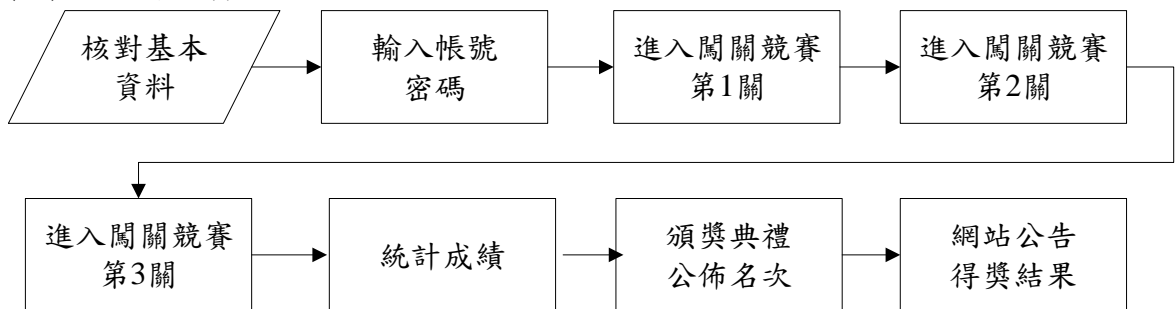 核對基本
資料
輸入帳號
密碼
進入闖關競賽
第1關
進入闖關競賽
第2關
進入闖關競賽
第3關
統計成績
頒獎典禮
公佈名次
網站公告
得獎結果